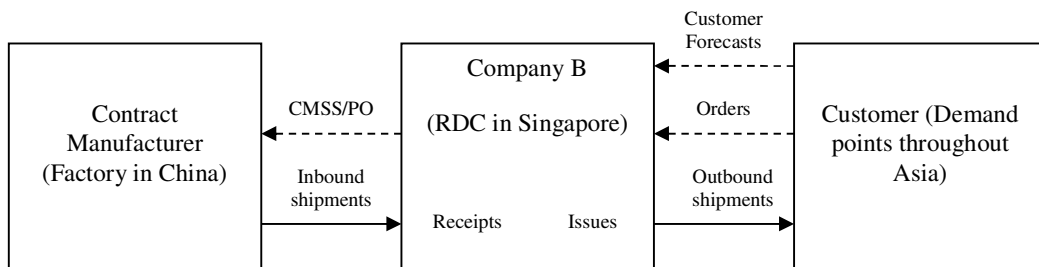 Contract
Manufacturer
(Factory in China)
CMSS/PO
Inbound
shipments
Company B
(RDC in Singapore)
Receipts
Issues
Customer
Forecasts
Orders
Outbound
shipments
Customer (Demand
points throughout
Asia)